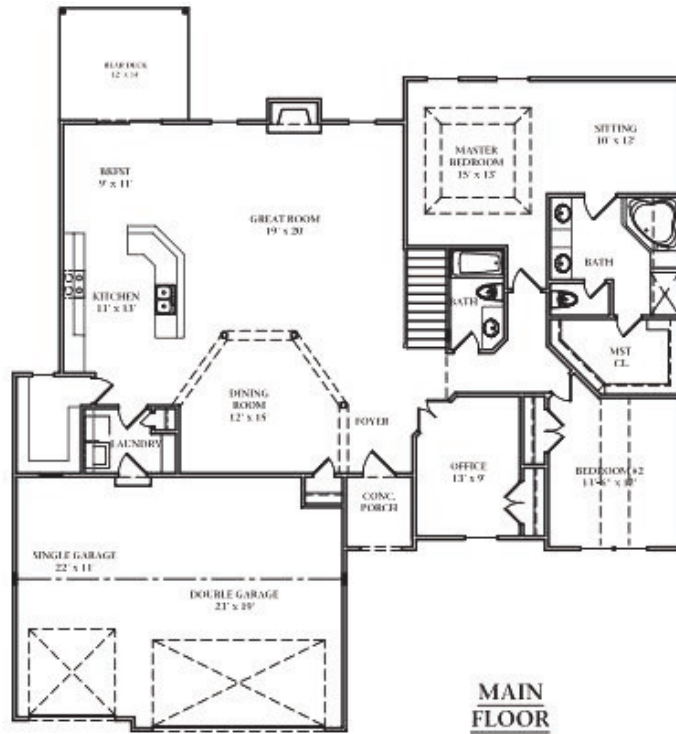 REAR DECK
12' x 14'
BKFST
9' x 11'
GREAT ROOM
19' x 20'
MASTER
BEDROOM
15' x 13'
SITTING
10' x 12'
KITCHEN
11' x 13'
BATH
BATH
MST
CL.
DINING
ROOM
12' x 15'
FOYER
LAUNDRY
OFFICE
13' x 9'
BEDROOM #2
CONC.
PORCH
SINGLE GARAGE
22' x 11'
DOUBLE GARAGE
21' x 19'
MAIN
FLOOR